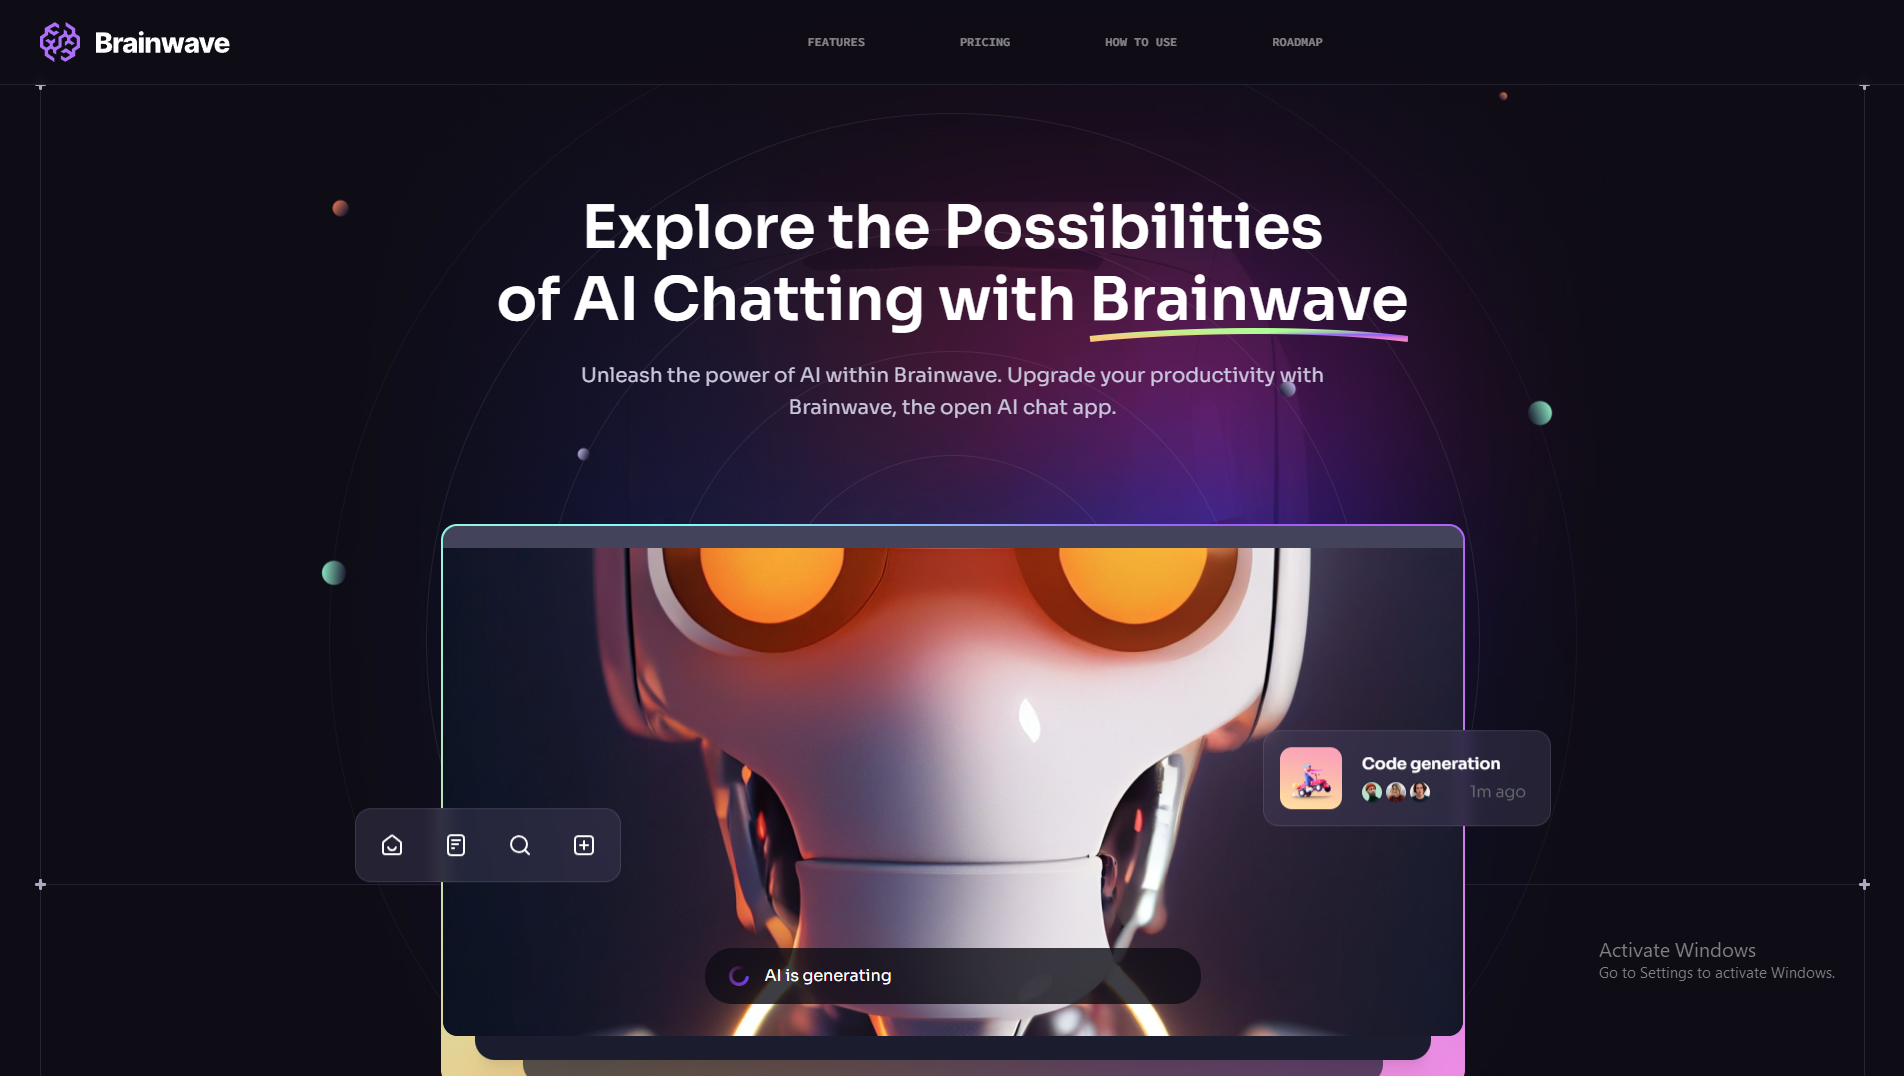 Brainwave
FEATURES
PRICING
HOW TO USE
ROADMAP
Explore the Possibilities
of AI Chatting with Brainwave
Unleash the power of AI within Brainwave. Upgrade your productivity with
Brainwave, the open AI chat app.
Code generation
1m ago
AI is generating
Activate Windows
Go to Settings to activate Windows.